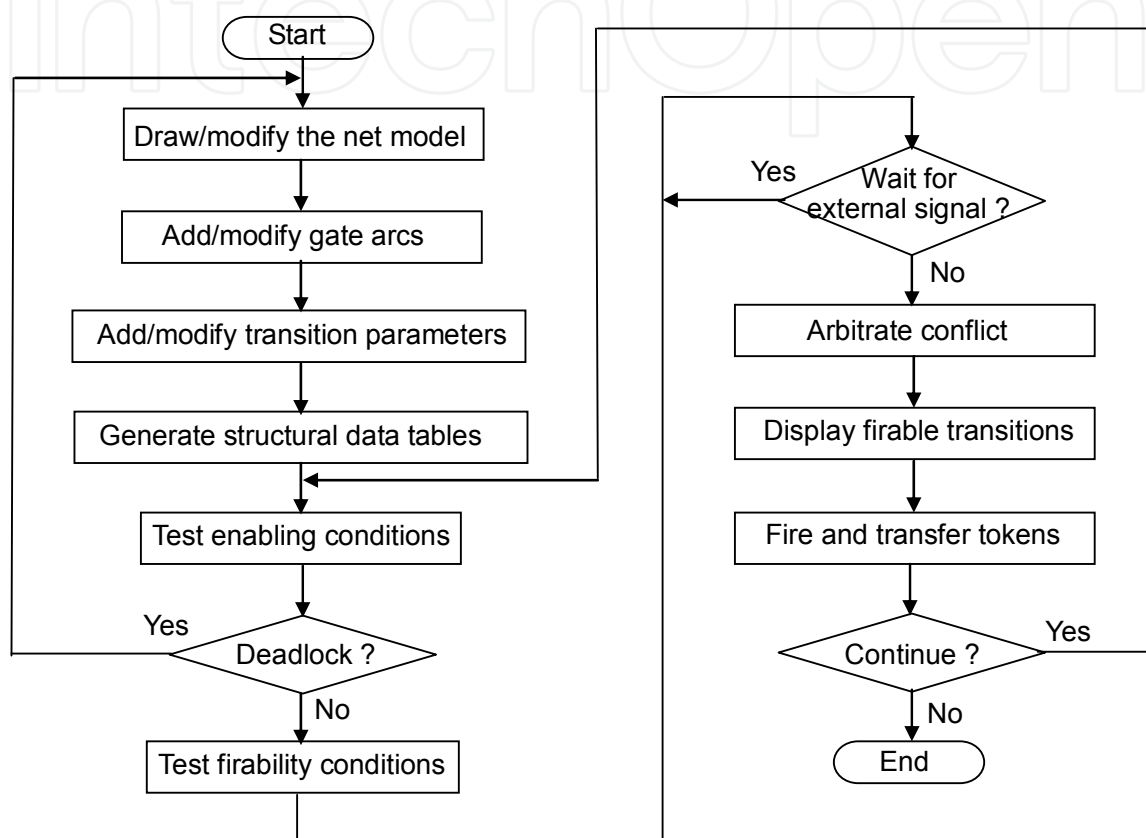 IntechOpen
Start
Draw/modify the net model
Add/modify gate arcs
Add/modify transition parameters
Generate structural data tables
Test enabling conditions
Yes
Deadlock ?
No
Test firability conditions
Yes
Wait for
external signal ?
No
Arbitrate conflict
Display firable transitions
Fire and transfer tokens
Continue ?
Yes
No
End